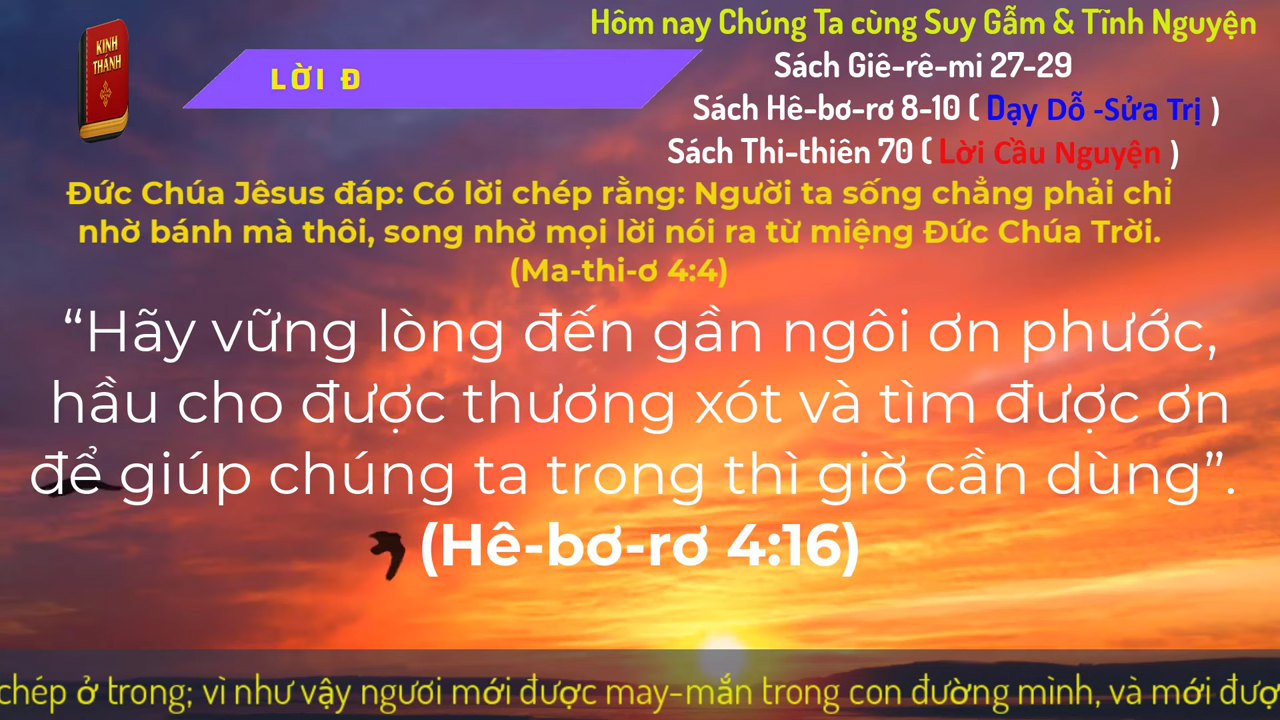 KINH
THÁNH
LỜI Đ
Hôm nay Chúng Ta cùng Suy Gẫm & Tĩnh Nguyện
Sách Giê-rê-mi 27-29
Sách Hê-bơ-rơ 8-10 ( Dạy Dỗ -Sửa Trị )
Sách Thi-thiên 70 ( Lời Cầu Nguyện )
Đức Chúa Jêsus đáp: Có lời chép rằng: Người ta sống chẳng phải chỉ
nhờ bánh mà thôi, song nhờ mọi lời nói ra từ miệng Đức Chúa Trời.
(Ma-thi-ơ 4:4)
“Hãy vững lòng đến gần ngôi ơn phước,
hầu cho được thương xót và tìm được ơn
để giúp chúng ta trong thì giờ cần dùng”.
(Hê-bơ-rơ 4:16)
chép ở trong; vì như vậy ngươi mới được may-mắn trong con đường mình, và mới đượ